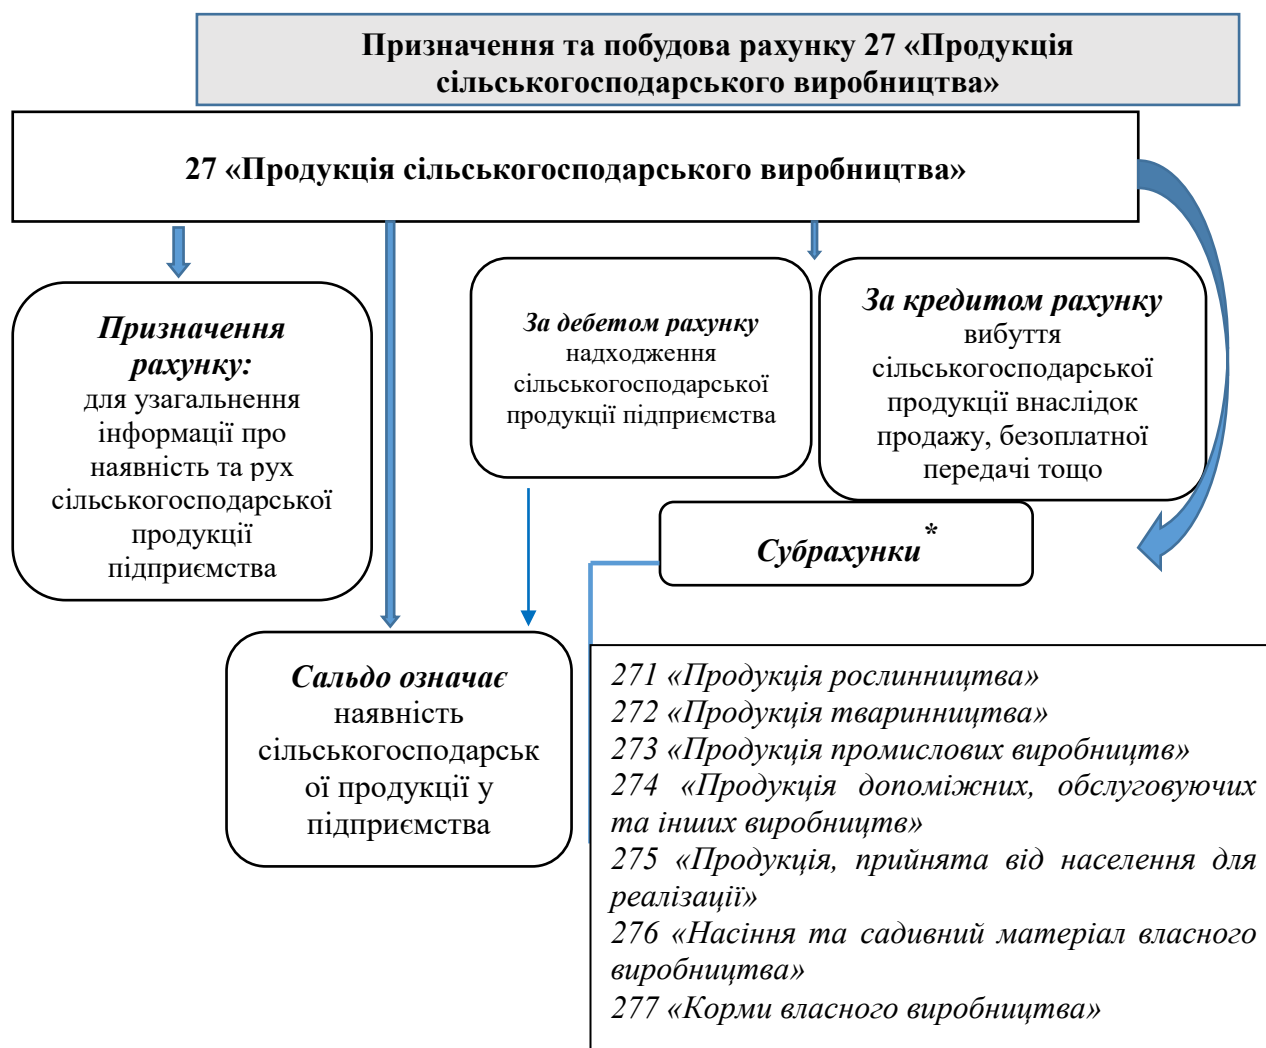 Призначення та побудова рахунку 27 «Продукція
сільськогосподарського виробництва»
27 «Продукція сільськогосподарського виробництва»
Призначення
рахунку:
для узагальнення
інформації про
наявність та рух
сільськогосподарської
продукції
підприємства
За дебетом рахунку
надходження
сільськогосподарської
продукції підприємства
За кредитом рахунку
вибуття
сільськогосподарської
продукції внаслідок
продажу, безоплатної
передачі тощо
Субрахунки*
Сальдо означає
наявність
сільськогосподарськ
ої продукції у
підприємства
271 «Продукція рослинництва»
272 «Продукція тваринництва»
273 «Продукція промислових виробництв»
274 «Продукція допоміжних, обслуговуючих
та інших виробництв»
275 «Продукція, прийнята від населення для
реалізації»
276 «Насіння та садивний матеріал власного
виробництва»
277 «Корми власного виробництва»